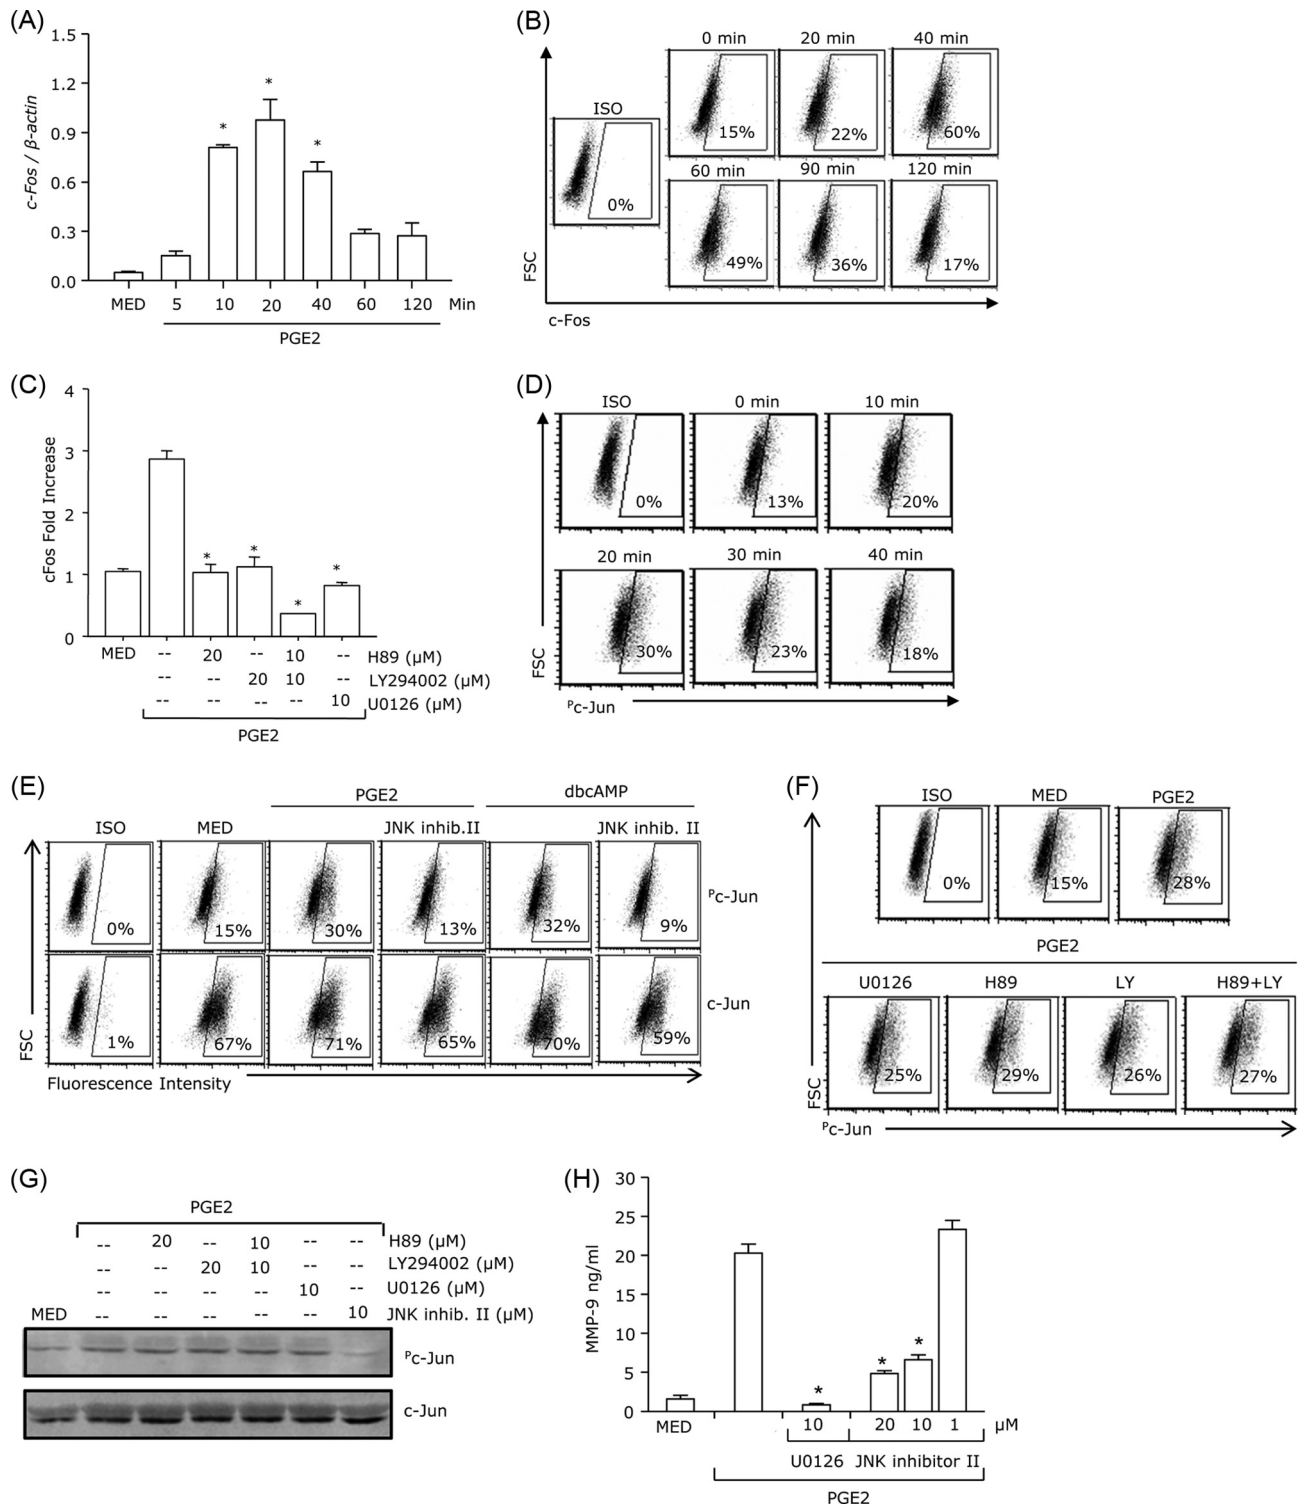 (A)
1.5
1.2
0.9
0.6
0.3
0.0
c-Fos / β-actin
* * *
MED 5 10 20 40 60 120 Min
PGE2
(B)
0 min 20 min 40 min
ISO
15% 22% 60%
0%
60 min 90 min 120 min
49% 36% 17%
FSC
c-Fos
(C)
4
3
2
1
0
cFos Fold Increase
* * * *
MED -- 20 -- 10 -- H89 (µM)
-- -- 20 10 -- LY294002 (µM)
-- -- -- -- 10 U0126 (µM)
PGE2
(D)
ISO 0 min 10 min
0% 13% 20%
20 min 30 min 40 min
30% 23% 18%
FSC
Pc-Jun
(E)
PGE2 dbcAMP
ISO MED JNK inhib.II JNK inhib. II
0% 15% 30% 13% 32% 9% Pc-Jun
1% 67% 71% 65% 70% 59% c-Jun
FSC
Fluorescence Intensity
(F)
ISO MED PGE2
0% 15% 28%
PGE2
U0126 H89 LY H89+LY
25% 29% 26% 27%
FSC
Pc-Jun
(G)
PGE2
-- 20 -- 10 -- -- H89 (µM)
-- -- 20 10 -- -- LY294002 (µM)
-- -- -- -- 10 -- U0126 (µM)
MED -- -- -- -- -- 10 JNK inhib. II (µM)
Pc-Jun
c-Jun
(H)
30
25
20
15
10
5
0
MMP-9 ng/ml
* * *
MED 10 20 10 1 µM
U0126 JNK inhibitor II
PGE2